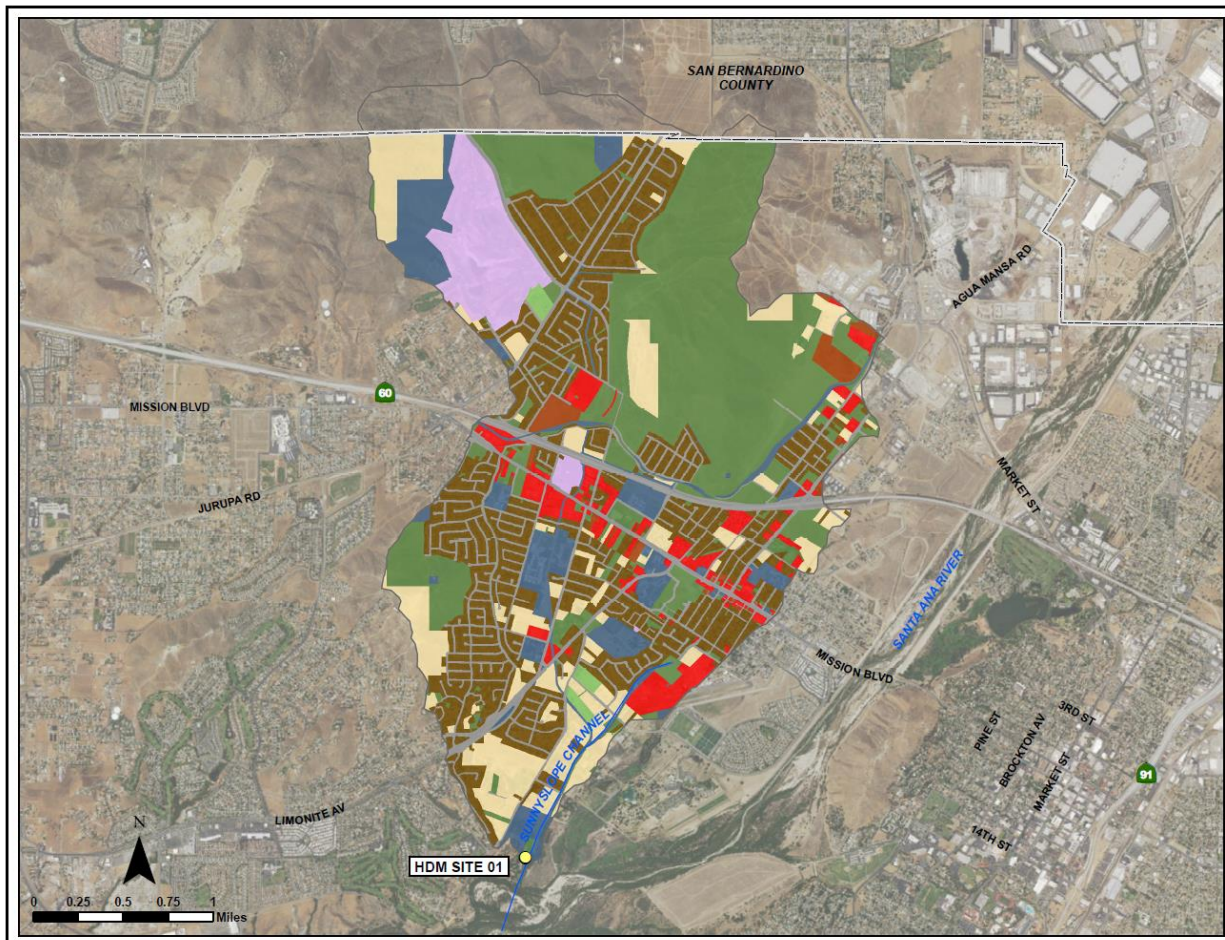 SAN BERNARDINO
COUNTY
AGUA MANSA RD
60
MISSION BLVD
JURUPA RD
MARKET ST
SANTA ANA RIVER
MISSION BLVD
3RD ST
PINE ST
BROCKTON AV
MARKET ST
91
14TH ST
SUNNYSLOPE CHANNEL
LIMONITE AV
HDM SITE 01
N
0 0.25 0.5 0.75 1
Miles